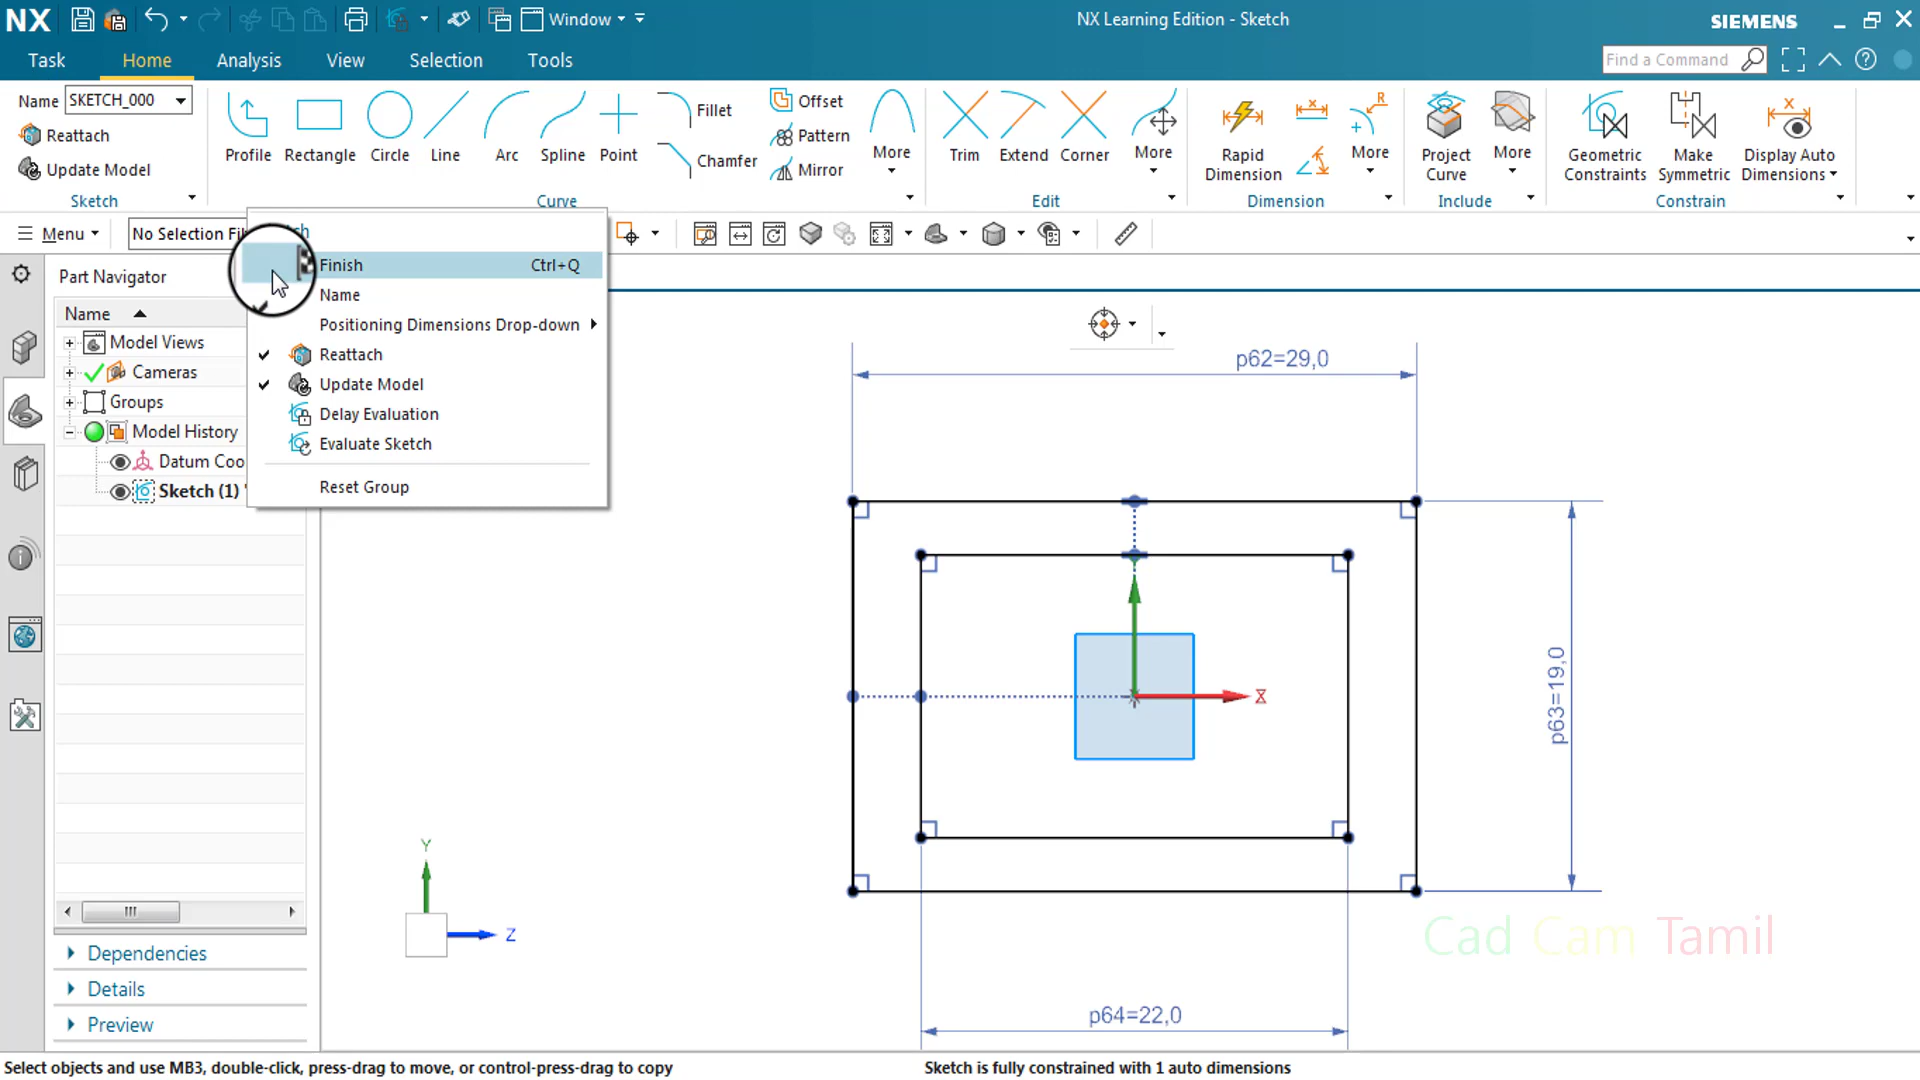 NX
Window
NX Learning Edition - Sketch
SIEMENS
Task
Home
Analysis
View
Selection
Tools
Find a Command
Name SKETCH_000
Reattach
Update Model
Sketch
Profile
Rectangle
Circle
Line
Arc
Spline
Point
Fillet
Chamfer
Offset
Pattern
Mirror
More
Curve
Trim
Extend
Corner
More
Edit
Rapid
Dimension
More
Dimension
Project
Curve
More
Include
Geometric
Constraints
Make
Symmetric
Display Auto
Dimensions
Constrain
Menu
No Selection Fil
Finish Ctrl+Q
Name
Positioning Dimensions Drop-down
Reattach
Update Model
Delay Evaluation
Evaluate Sketch
Reset Group
Part Navigator
Name
Model Views
Cameras
Groups
Model History
Datum Coo
Sketch (1) "
Dependencies
Details
Preview
p62=29,0
p63=19,0
p64=22,0
X
Y
Z
Cad Cam Tamil
Select objects and use MB3, double-click, press-drag to move, or control-press-drag to copy
Sketch is fully constrained with 1 auto dimensions